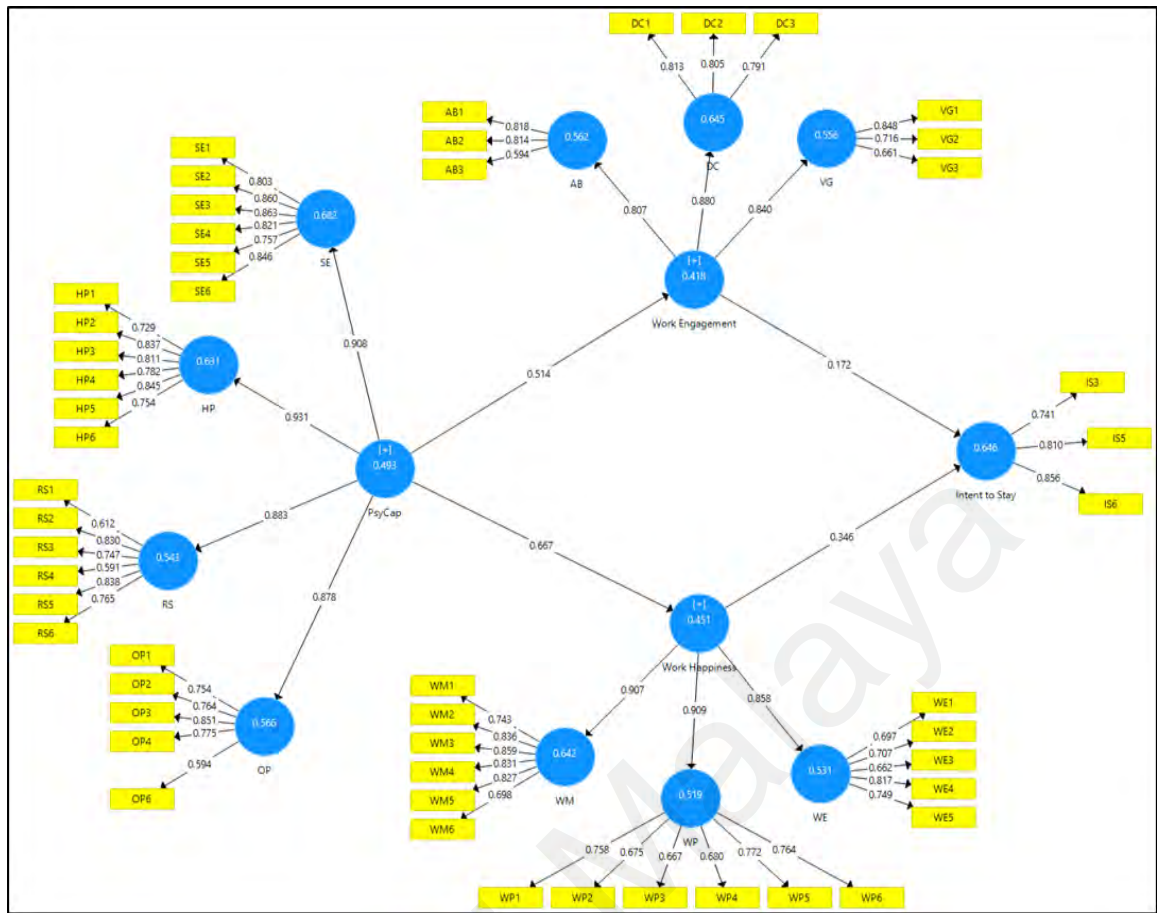 DC1 DC2 DC3
0.813 0.805 0.791
0.645
DC
AB1
AB2
AB3
0.818
0.814
0.594
0.562
AB
VG1
VG2
VG3
0.848
0.716
0.661
0.556
VG
0.807 0.880 0.840
[+]
0.418
Work Engagement
SE1
SE2
SE3
SE4
SE5
SE6
0.803
0.860
0.863
0.821
0.757
0.846
0.682
SE
HP1
HP2
HP3
HP4
HP5
HP6
0.729
0.837
0.811
0.782
0.845
0.754
0.631
HP
0.908
0.931
0.514
0.172
[+]
0.493
PsyCap
IS3
IS5
IS6
0.741
0.810
0.856
0.646
Intent to Stay
RS1
RS2
RS3
RS4
RS5
RS6
0.612
0.830
0.747
0.591
0.838
0.765
0.543
RS
0.883
0.878
0.667
0.346
[+]
0.451
Work Happiness
OP1
OP2
OP3
OP4
OP6
0.754
0.764
0.851
0.775
0.594
0.566
OP
0.907 0.909 0.858
WM1
WM2
WM3
WM4
WM5
WM6
0.743
0.836
0.859
0.831
0.827
0.698
0.642
WM
0.519
WP
0.758 0.675 0.667 0.680 0.772 0.764
WP1 WP2 WP3 WP4 WP5 WP6
WE1
WE2
WE3
WE4
WE5
0.697
0.707
0.662
0.817
0.749
0.531
WE
Malaya